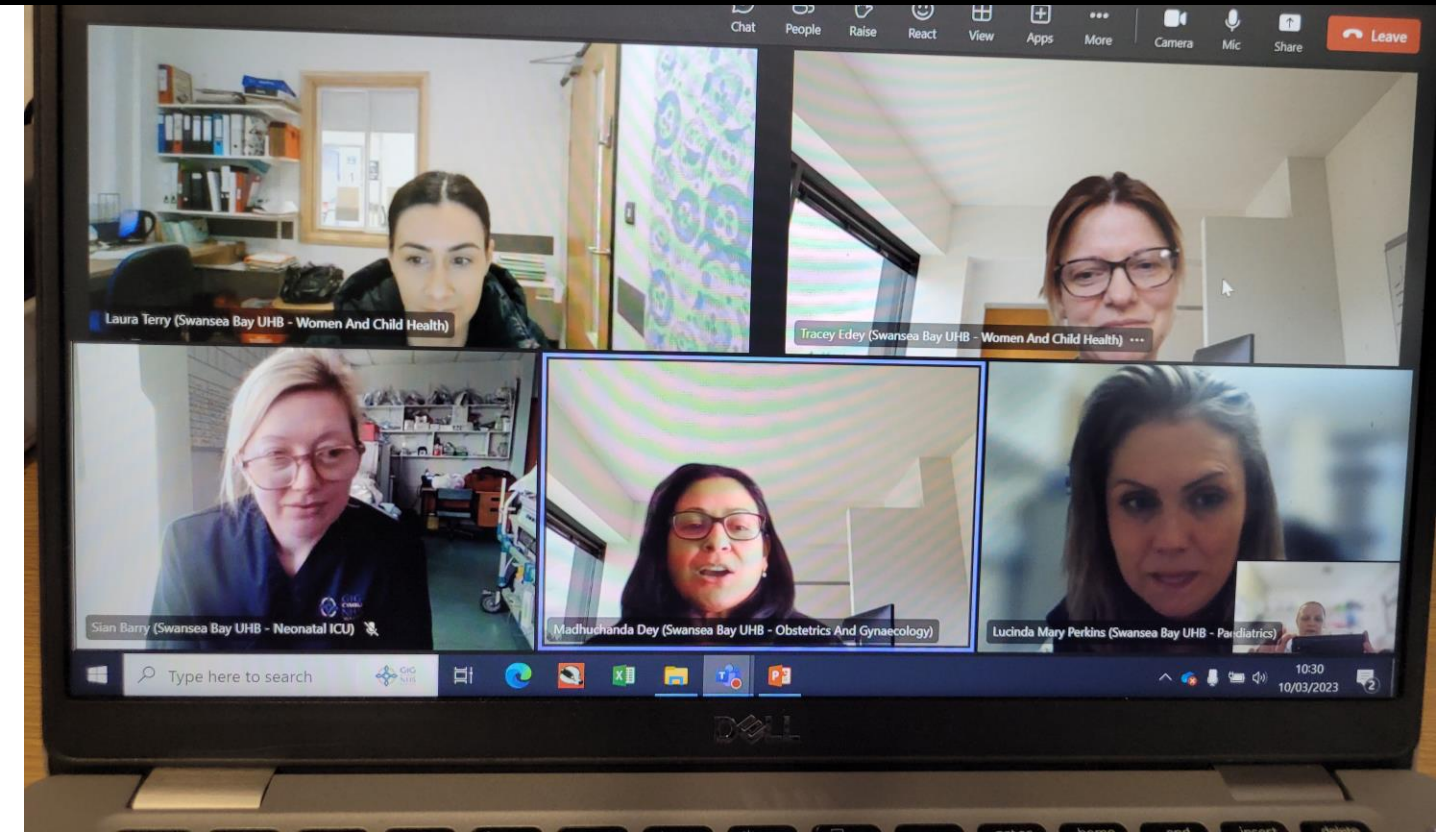 Chat People Raise React View Apps More Camera Mic Share Leave
Laura Terry (Swansea Bay UHB - Women And Child Health)
Tracey Edey (Swansea Bay UHB - Women And Child Health) •••
Sian Barry (Swansea Bay UHB - Neonatal ICU)
Madhuchanda Dey (Swansea Bay UHB - Obstetrics And Gynaecology)
Lucinda Mary Perkins (Swansea Bay UHB - Paediatrics)
Type here to search
10:30
10/03/2023
2
DELL
home end insert